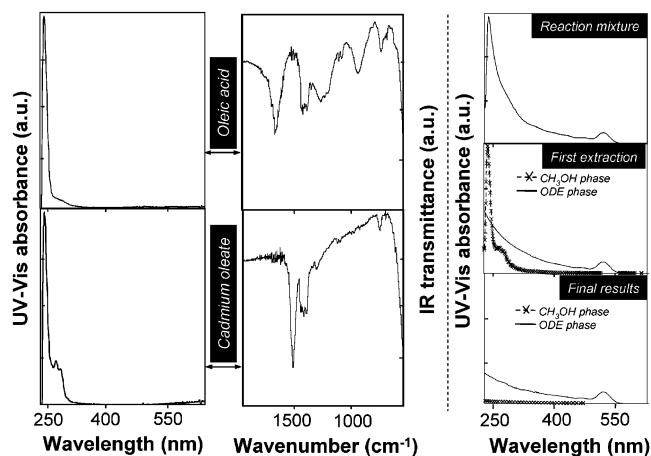 UV-Vis absorbance (a.u.)
Oleic acid
Cadmium oleate
250 400 550
Wavelength (nm)
1500 1000
Wavenumber (cm-1)
IR transmittance (a.u.)
UV-Vis absorbance (a.u.)
Reaction mixture
First extraction
CH3OH phase
ODE phase
Final results
CH3OH phase
ODE phase
250 400 550
Wavelength (nm)